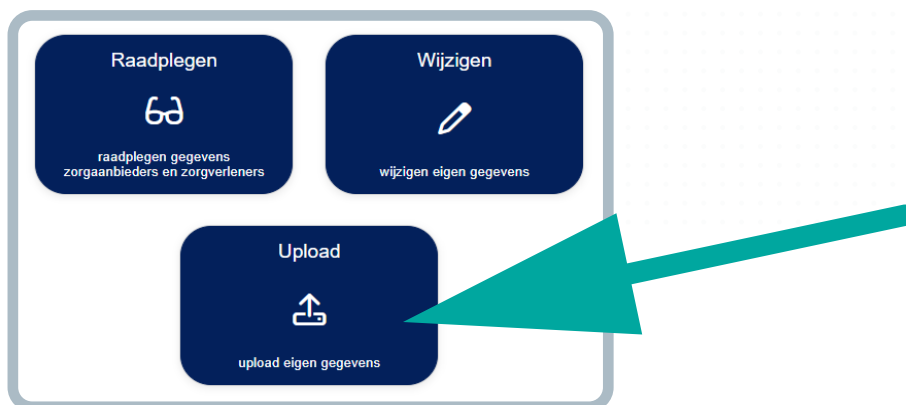 Raadplegen
raadplegen gegevens
zorgaanbieders en zorgverleners
Wijzigen
wijzigen eigen gegevens
Upload
upload eigen gegevens